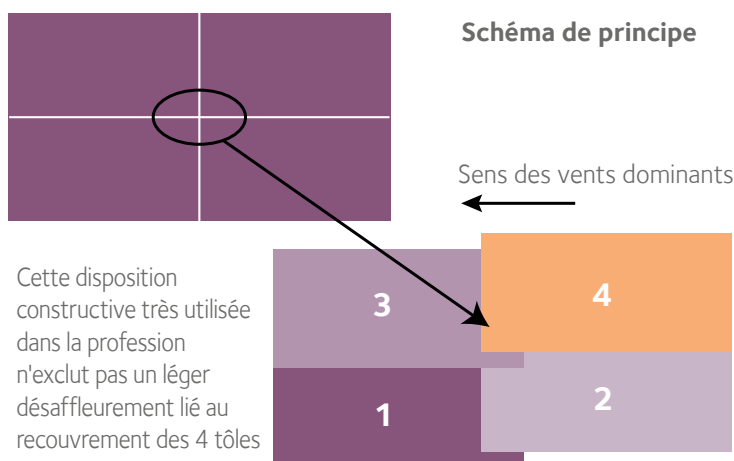 Schéma de principe
Sens des vents dominants
Cette disposition
constructive très utilisée
dans la profession
n'exclut pas un léger
désaffleurement lié au
recouvrement des 4 tôles
3
4
1
2